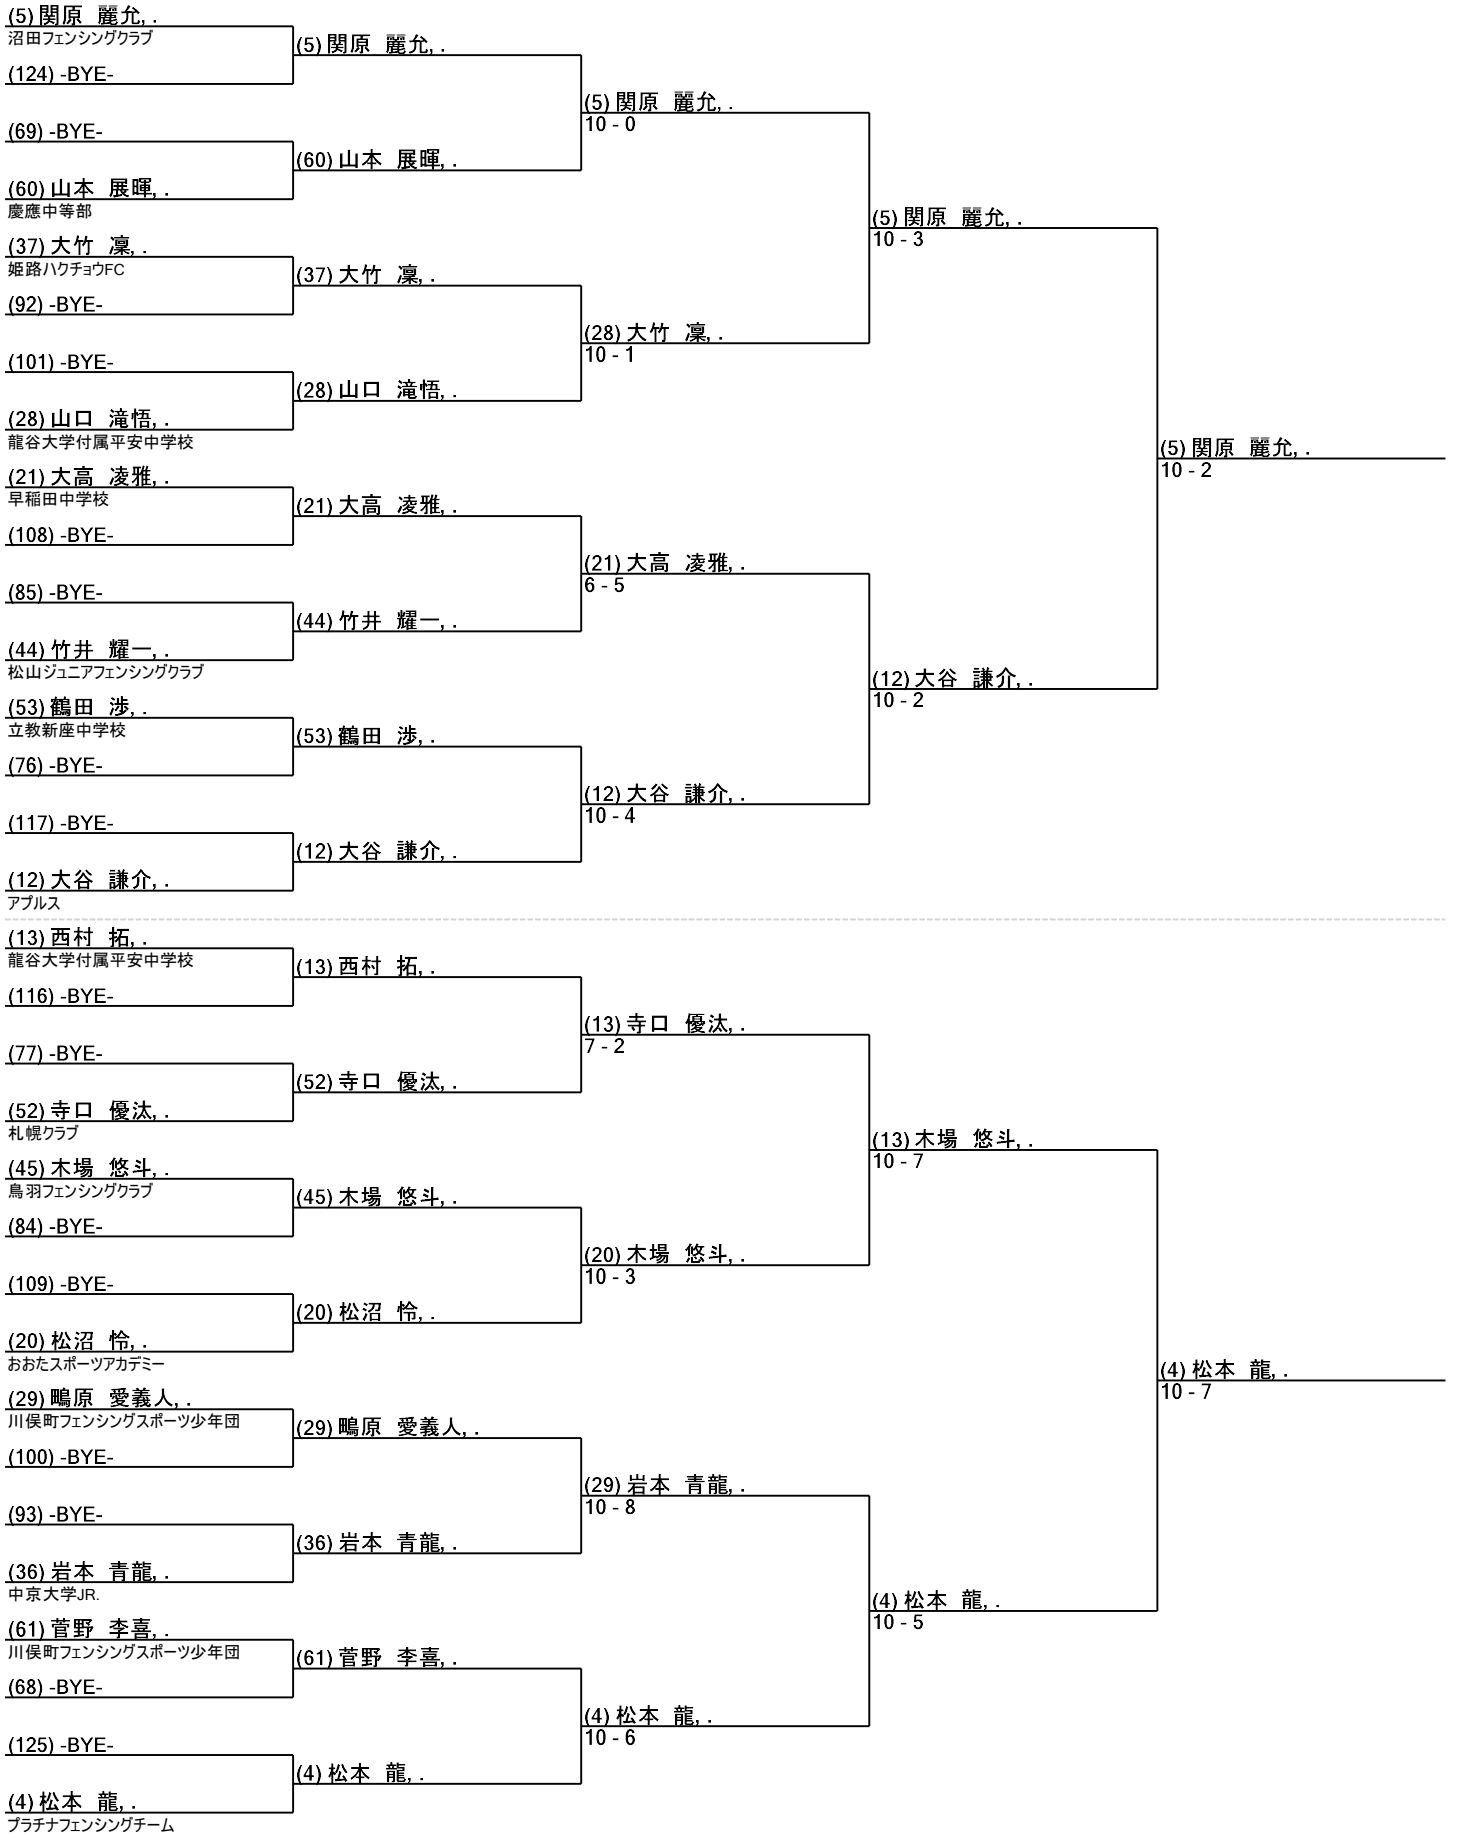 (5) 関原　麗允, .
沼田フェンシングクラブ
(124) -BYE-
(69) -BYE-
(60) 山本　展暉, .
慶應中等部
(37) 大竹　凜, .
姫路ハクチョウFC
(92) -BYE-
(101) -BYE-
(28) 山口　滝悟, .
龍谷大学付属平安中学校
(21) 大高　凌雅, .
早稲田中学校
(108) -BYE-
(85) -BYE-
(44) 竹井　耀一, .
松山ジュニアフェンシングクラブ
(53) 鶴田　渉, .
立教新座中学校
(76) -BYE-
(117) -BYE-
(12) 大谷　謙介, .
アプルス
(5) 関原　麗允, .
(60) 山本　展暉, .
(37) 大竹　凜, .
(28) 山口　滝悟, .
(21) 大高　凌雅, .
(44) 竹井　耀一, .
(53) 鶴田　渉, .
(12) 大谷　謙介, .
(5) 関原　麗允, .
10 - 0
(28) 大竹　凜, .
10 - 1
(21) 大高　凌雅, .
6 - 5
(12) 大谷　謙介, .
10 - 4
(5) 関原　麗允, .
10 - 3
(12) 大谷　謙介, .
10 - 2
(5) 関原　麗允, .
10 - 2
(13) 西村　拓, .
龍谷大学付属平安中学校
(116) -BYE-
(77) -BYE-
(52) 寺口　優汰, .
札幌クラブ
(45) 木場　悠斗, .
鳥羽フェンシングクラブ
(84) -BYE-
(109) -BYE-
(20) 松沼　怜, .
おおたスポーツアカデミー
(29) 鴫原　愛義人, .
川俣町フェンシングスポーツ少年団
(100) -BYE-
(93) -BYE-
(36) 岩本　青龍, .
中京大学JR.
(61) 菅野　李喜, .
川俣町フェンシングスポーツ少年団
(68) -BYE-
(125) -BYE-
(4) 松本　龍, .
プラチナフェンシングチーム
(13) 西村　拓, .
(52) 寺口　優汰, .
(45) 木場　悠斗, .
(20) 松沼　怜, .
(29) 鴫原　愛義人, .
(36) 岩本　青龍, .
(61) 菅野　李喜, .
(4) 松本　龍, .
(13) 寺口　優汰, .
7 - 2
(20) 木場　悠斗, .
10 - 3
(29) 岩本　青龍, .
10 - 8
(4) 松本　龍, .
10 - 6
(13) 木場　悠斗, .
10 - 7
(4) 松本　龍, .
10 - 5
(4) 松本　龍, .
10 - 7